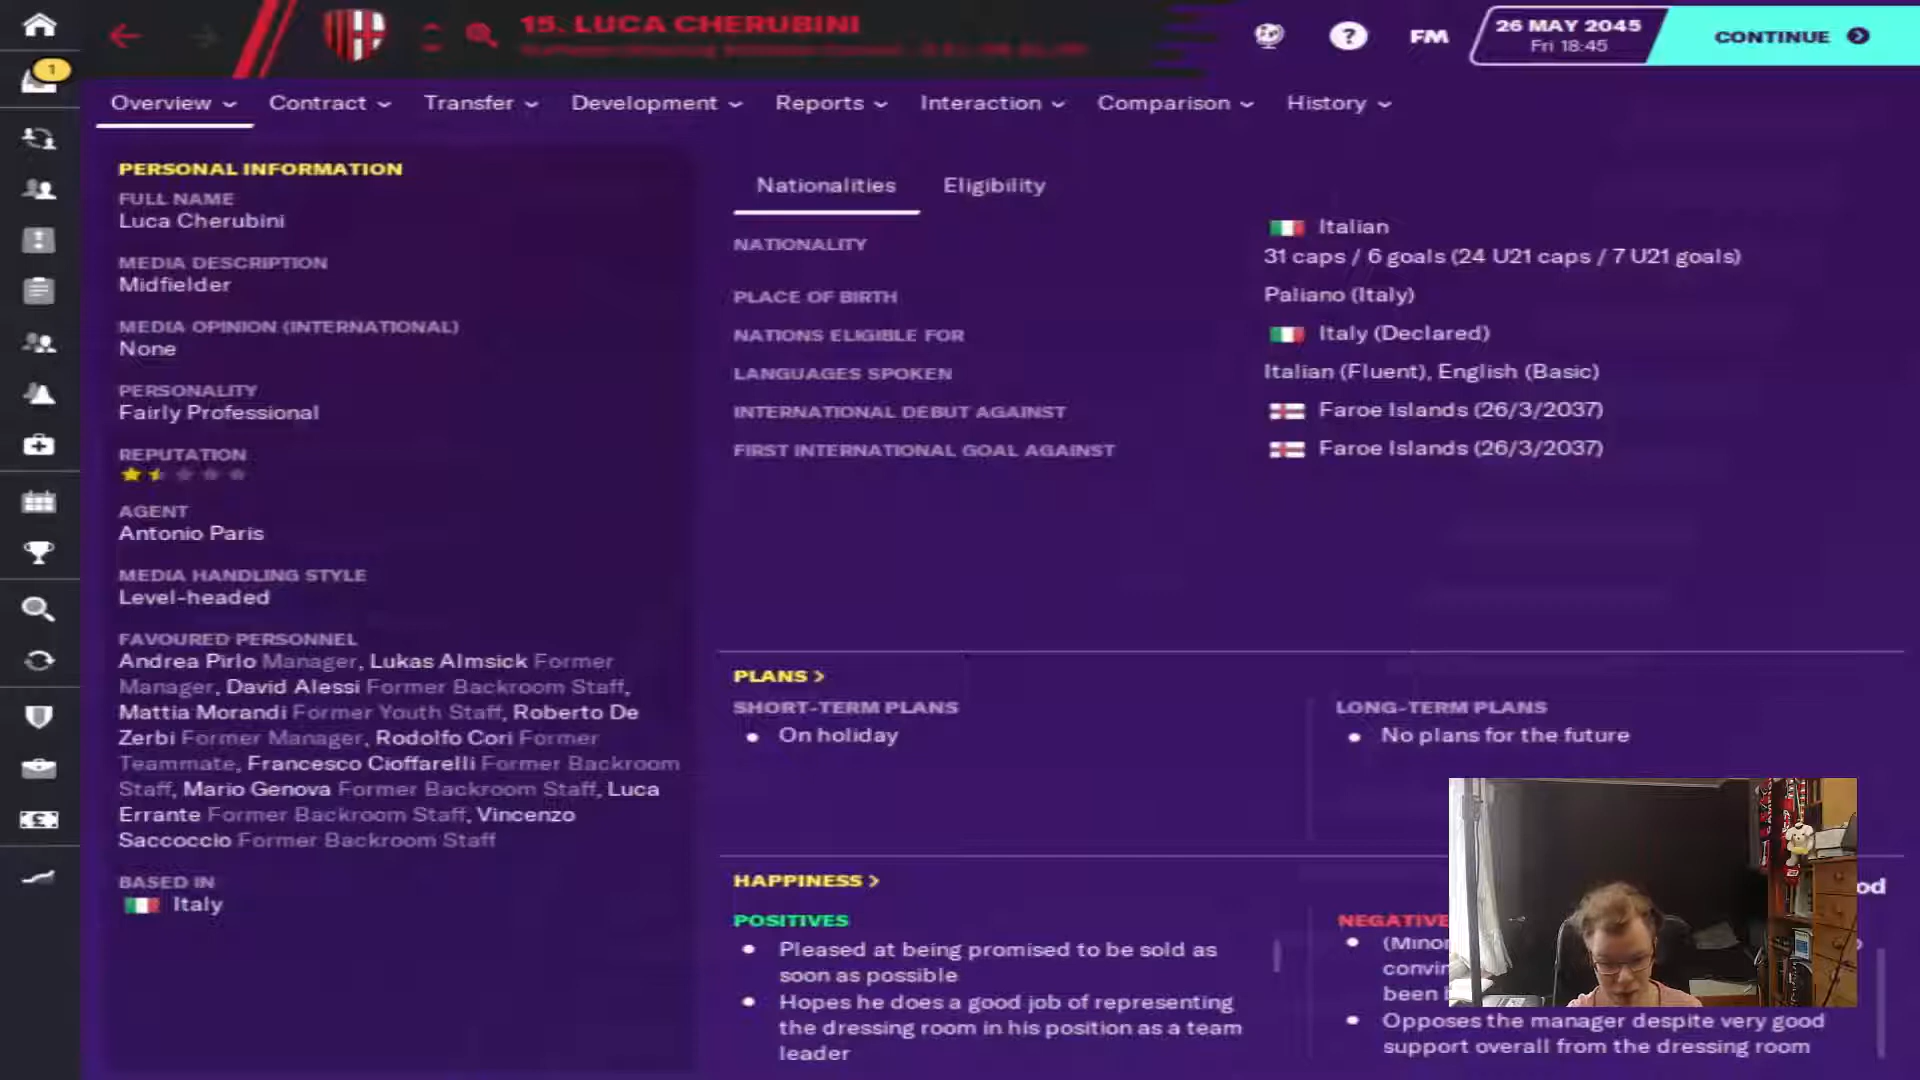 15. LUCA CHERUBINI
FM
26 MAY 2045
Fri 18:45
CONTINUE
1
Overview
Contract
Transfer
Development
Reports
Interaction
Comparison
History
PERSONAL INFORMATION
FULL NAME
Luca Cherubini
MEDIA DESCRIPTION
Midfielder
MEDIA OPINION (INTERNATIONAL)
None
PERSONALITY
Fairly Professional
REPUTATION
AGENT
Antonio Paris
MEDIA HANDLING STYLE
Level-headed
FAVOURED PERSONNEL
Andrea Pirlo Manager, Lukas Almsick Former
Manager, David Alessi Former Backroom Staff,
Mattia Morandi Former Youth Staff, Roberto De
Zerbi Former Manager, Rodolfo Cori Former
Teammate, Francesco Cioffarelli Former Backroom
Staff, Mario Genova Former Backroom Staff, Luca
Errante Former Backroom Staff, Vincenzo
Saccoccio Former Backroom Staff
BASED IN
Italy
Nationalities
Eligibility
NATIONALITY
Italian
31 caps / 6 goals (24 U21 caps / 7 U21 goals)
PLACE OF BIRTH
Paliano (Italy)
NATIONS ELIGIBLE FOR
Italy (Declared)
LANGUAGES SPOKEN
Italian (Fluent), English (Basic)
INTERNATIONAL DEBUT AGAINST
Faroe Islands (26/3/2037)
FIRST INTERNATIONAL GOAL AGAINST
Faroe Islands (26/3/2037)
PLANS >
SHORT-TERM PLANS
• On holiday
LONG-TERM PLANS
• No plans for the future
HAPPINESS >
POSITIVES
• Pleased at being promised to be sold as
soon as possible
• Hopes he does a good job of representing
the dressing room in his position as a team
leader
od
NEGATIVE
• (Minor
convin
been
• Opposes the manager despite very good
support overall from the dressing room